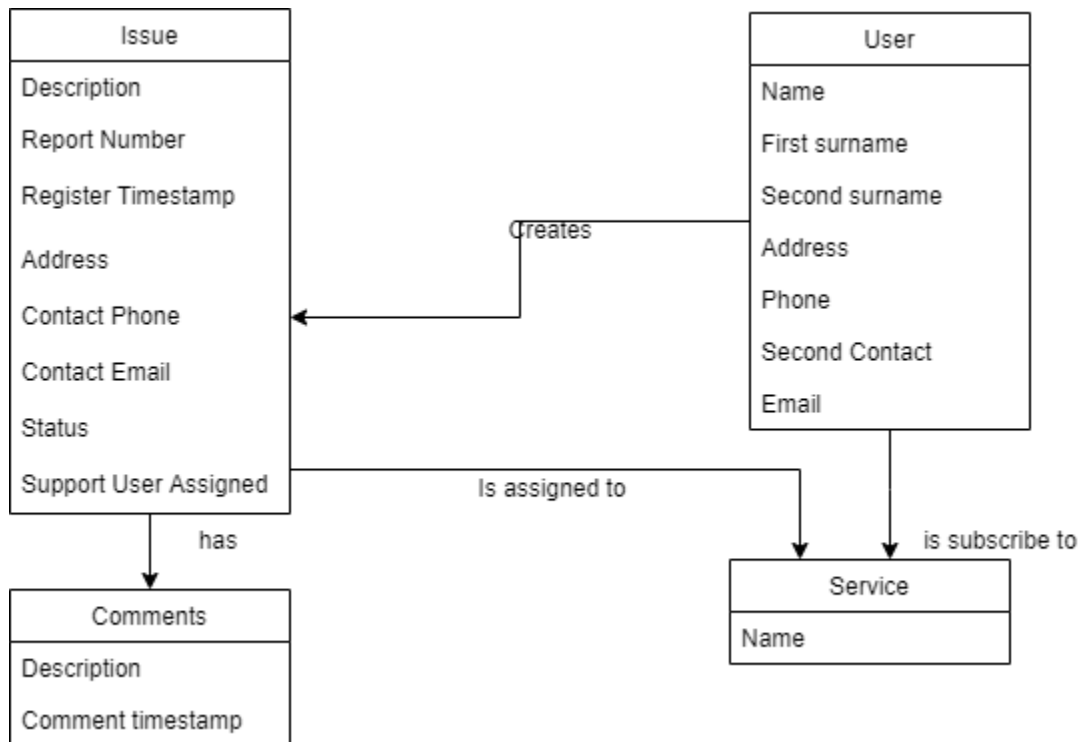 Issue
Description
Report Number
Register Timestamp
Address
Contact Phone
Contact Email
Status
Support User Assigned
User
Name
First surname
Second surname
Address
Phone
Second Contact
Email
Creates
Is assigned to
has
is subscribe to
Comments
Description
Comment timestamp
Service
Name